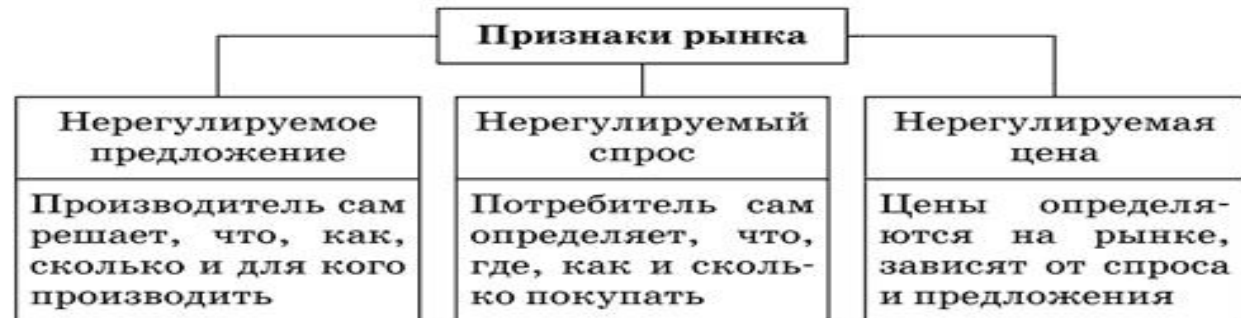 Признаки рынка
Нерегулируемое
предложение
Производитель сам
решает, что, как,
сколько и для кого
производить
Нерегулируемый
спрос
Потребитель сам
определяет, что,
где, как и сколь-
ко покупать
Нерегулируемая
цена
Цены определя-
ются на рынке,
зависят от спроса
и предложения